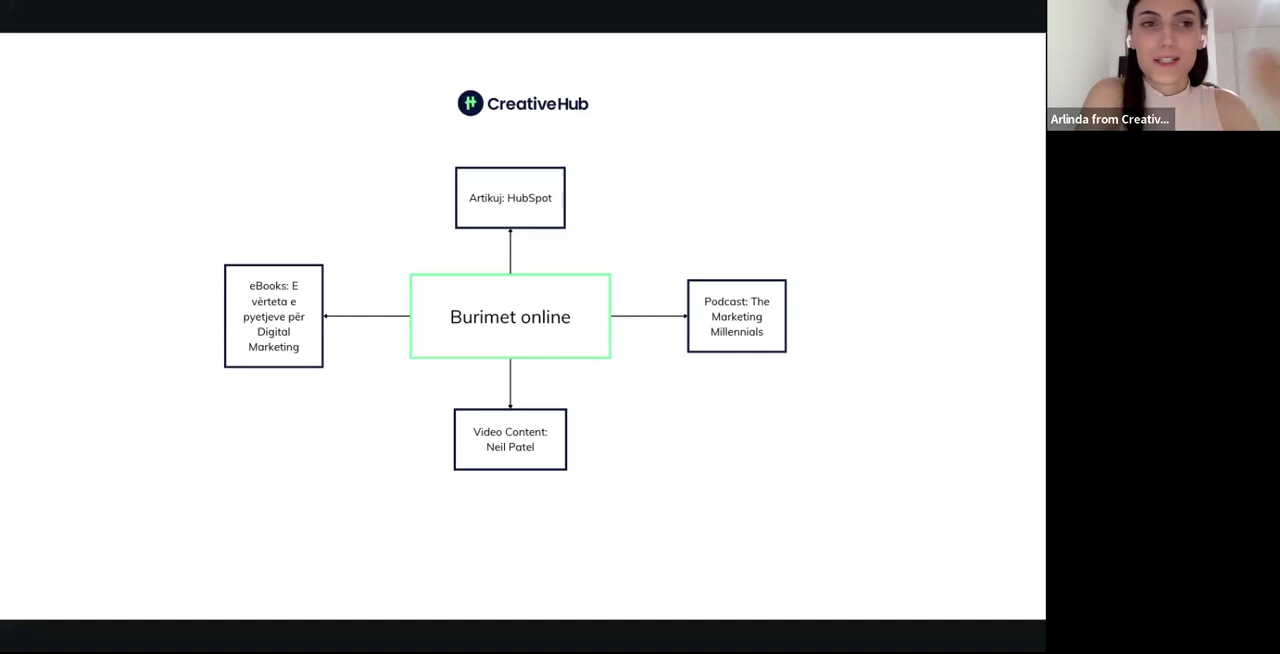 CreativeHub
Arlinda from Creativ...
Artikuj: HubSpot
eBooks: E
vërteta e
pyetjeve për
Digital
Marketing
Burimet online
Podcast: The
Marketing
Millennials
Video Content:
Neil Patel